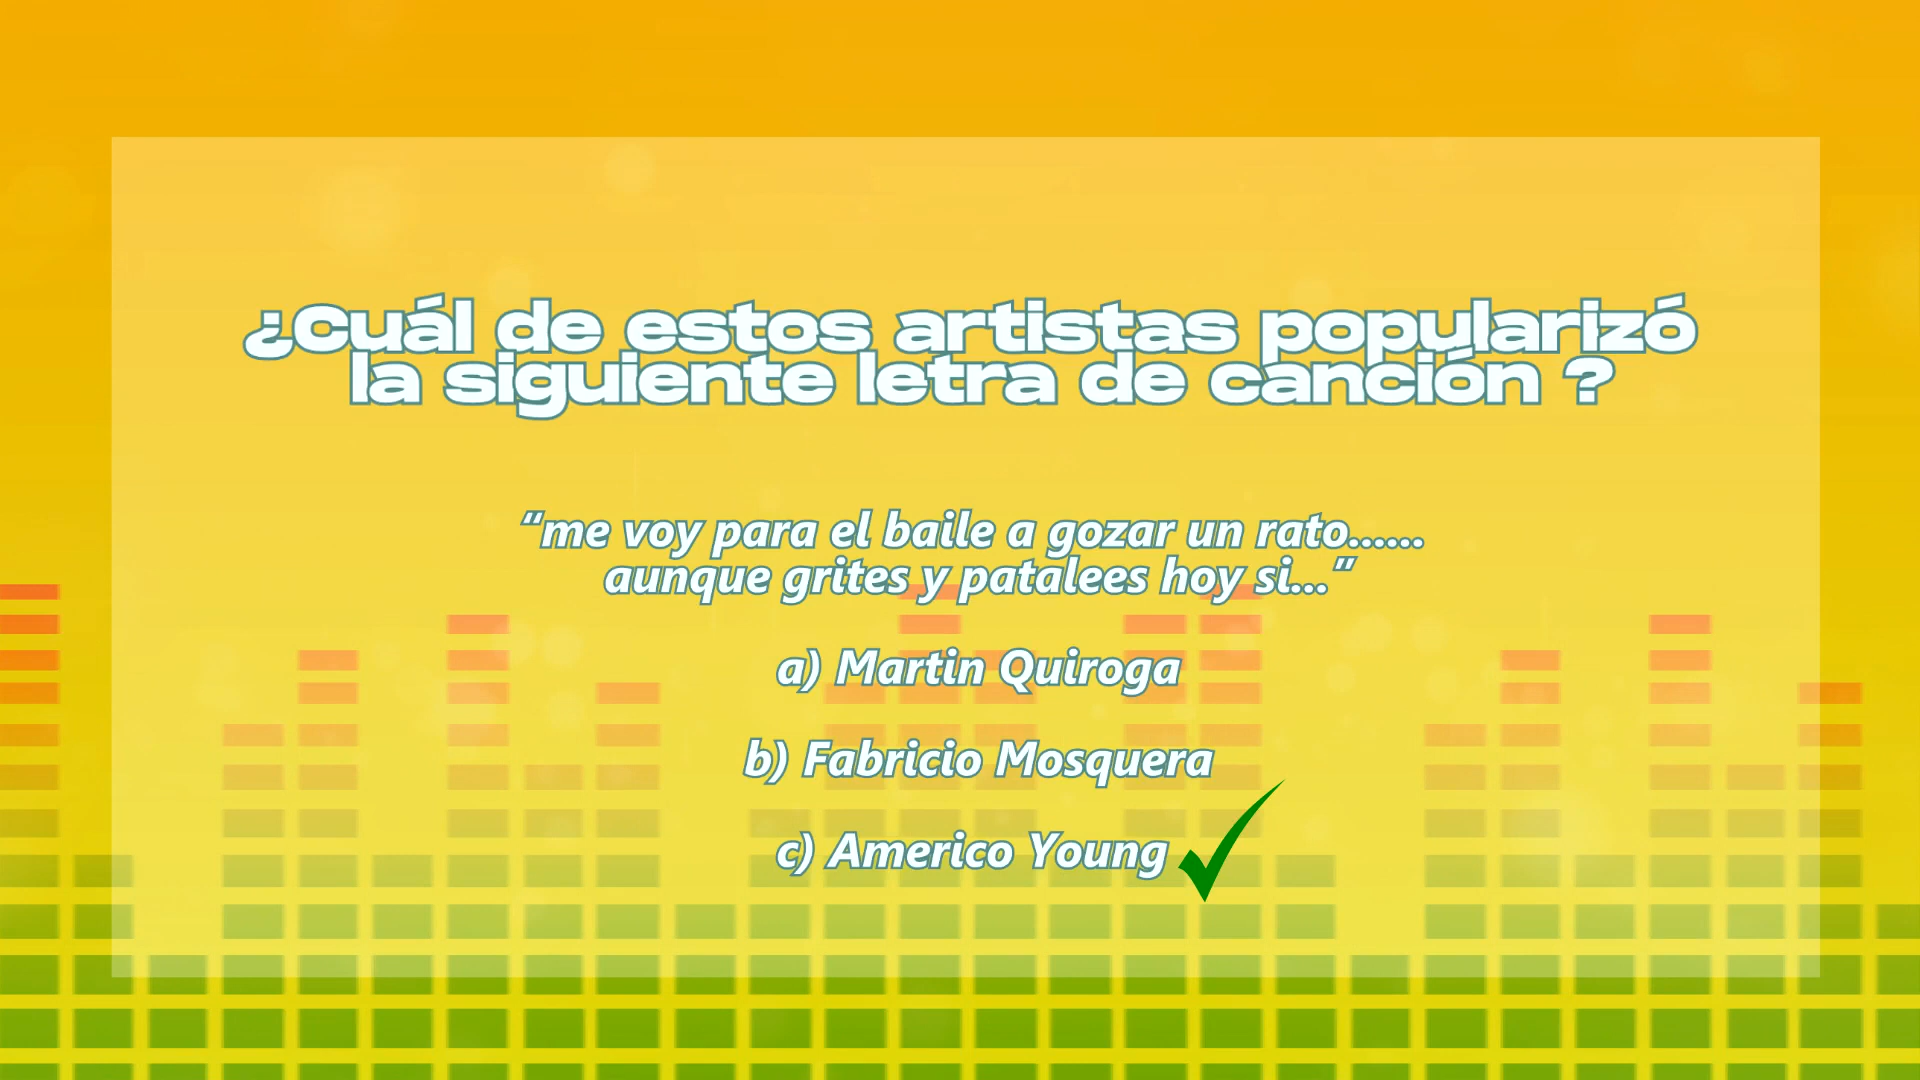 ¿Cuál de estos artistas popularizó
la siguiente letra de canción ?
“me voy para el baile a gozar un rato......
aunque grites y patalees hoy si...”
a) Martin Quiroga
b) Fabricio Mosquera
c) Americo Young